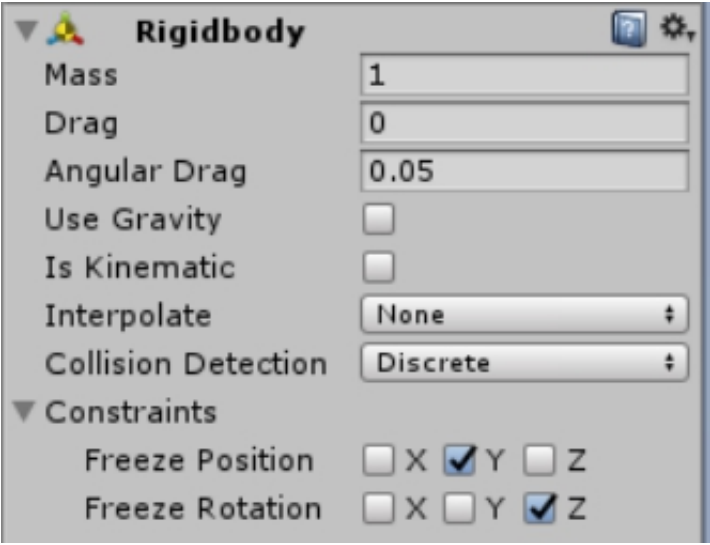 Rigidbody
Mass 1
Drag 0
Angular Drag 0.05
Use Gravity
Is Kinematic
Interpolate None
Collision Detection Discrete
Constraints
Freeze Position X Y Z
Freeze Rotation X Y Z